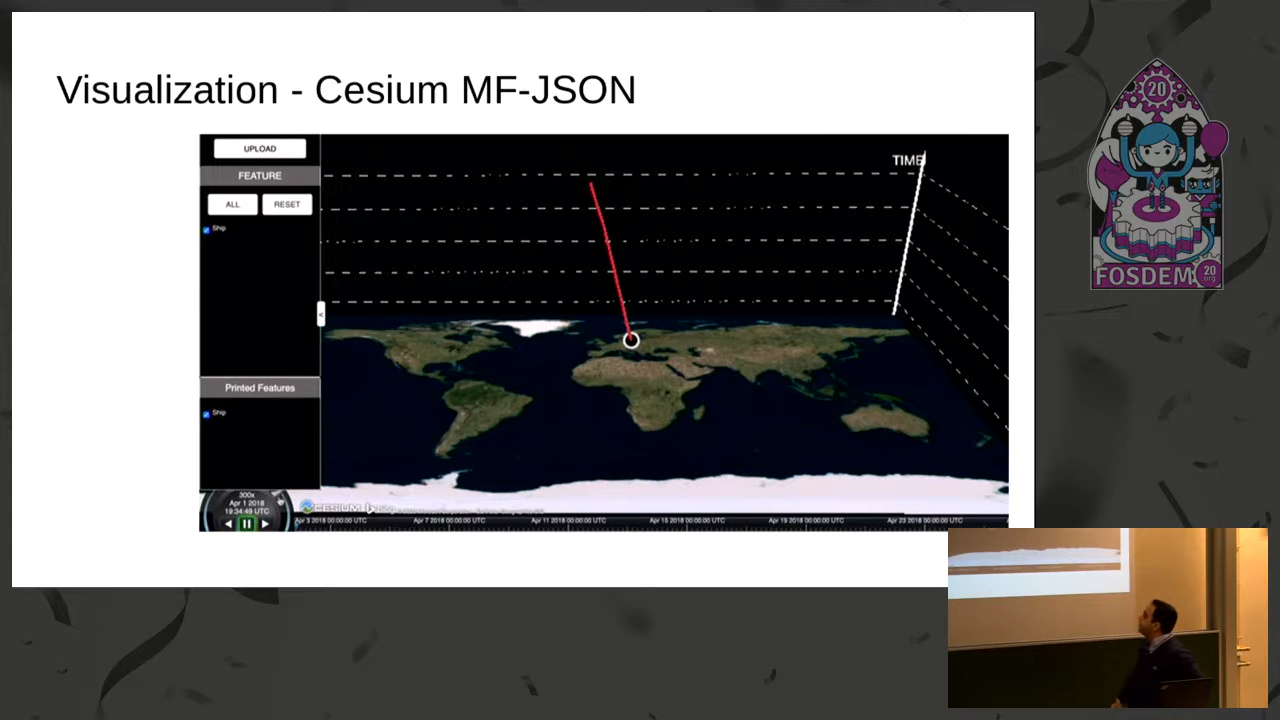 Visualization - Cesium MF-JSON
UPLOAD
FEATURE
ALL
RESET
Ship
<
TIME
Printed Features
Ship
300x
Apr 1 2018
19:34:49 UTC
CESIUM
Apr 3 2018 00:00:00 UTC
Apr 7 2018 00:00:00 UTC
Apr 11 2018 00:00:00 UTC
Apr 15 2018 00:00:00 UTC
Apr 19 2018 00:00:00 UTC
Apr 23 2018 00:00:00 UTC
20
FOSDEM
20
.org